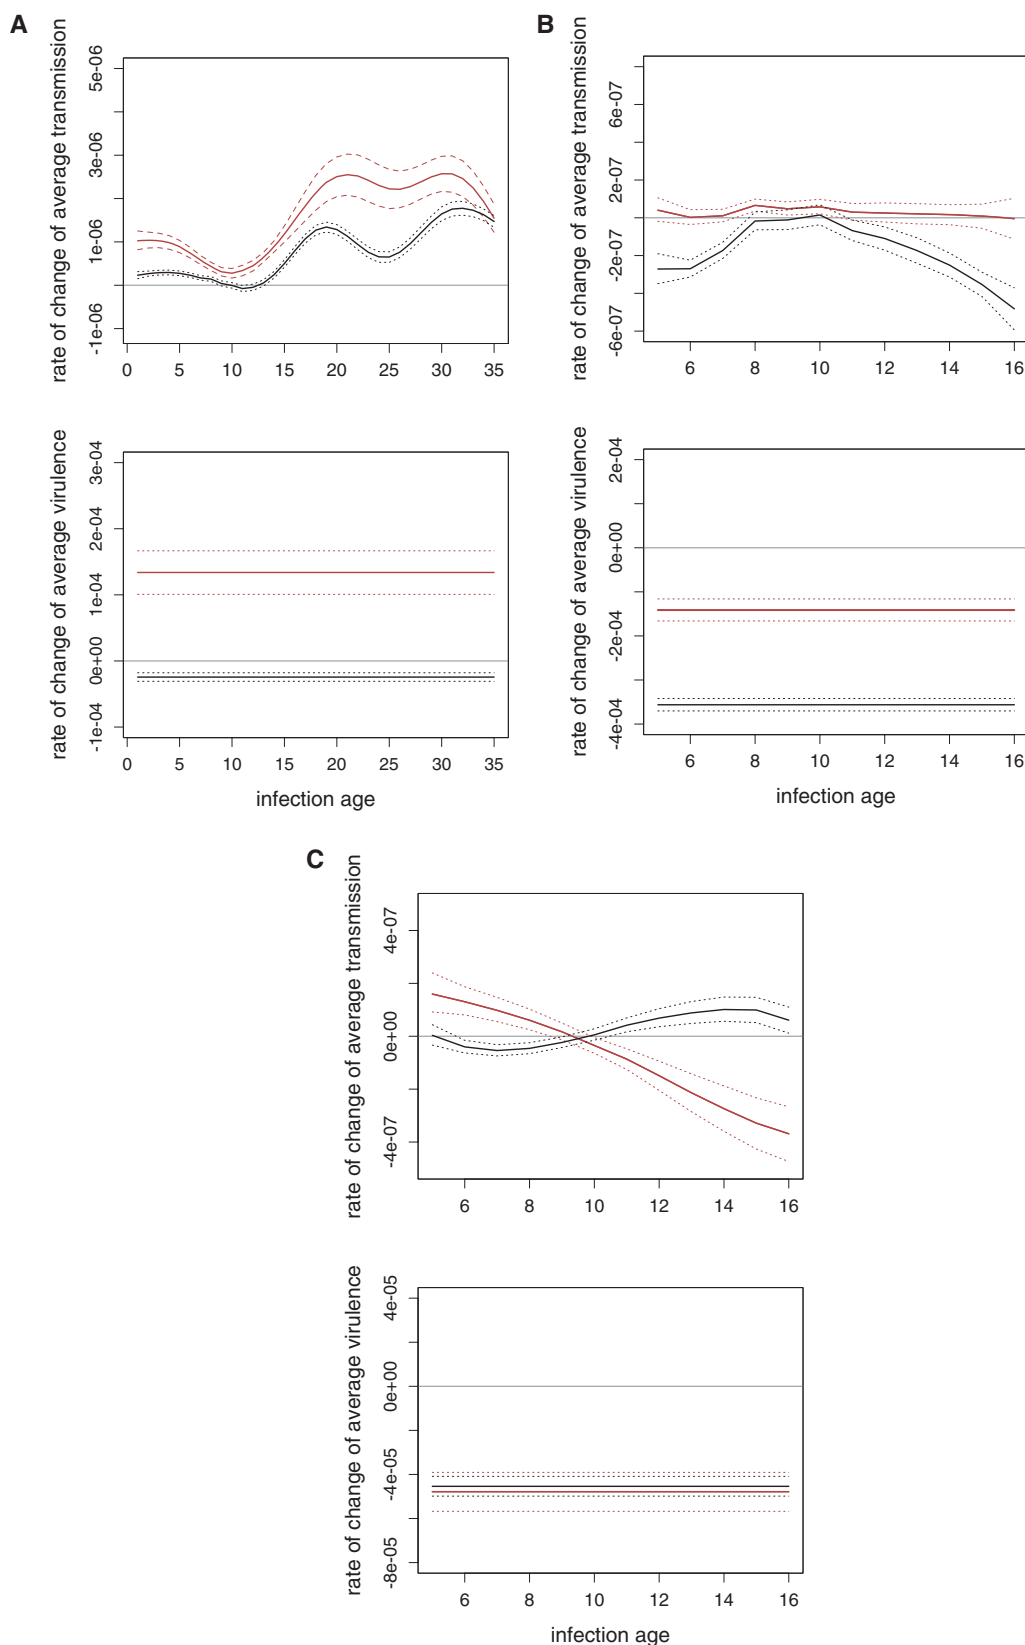 A
rate of change of average transmission
5e-06
3e-06
1e-06
-1e-06
0 5 10 15 20 25 30 35
rate of change of average virulence
3e-04
2e-04
1e-04
0e+00
-1e-04
0 5 10 15 20 25 30 35
infection age
B
rate of change of average transmission
6e-07
2e-07
-2e-07
-6e-07
6 8 10 12 14 16
rate of change of average virulence
2e-04
0e+00
-2e-04
-4e-04
6 8 10 12 14 16
infection age
C
rate of change of average transmission
4e-07
0e+00
-4e-07
6 8 10 12 14 16
rate of change of average virulence
4e-05
0e+00
-4e-05
-8e-05
6 8 10 12 14 16
infection age